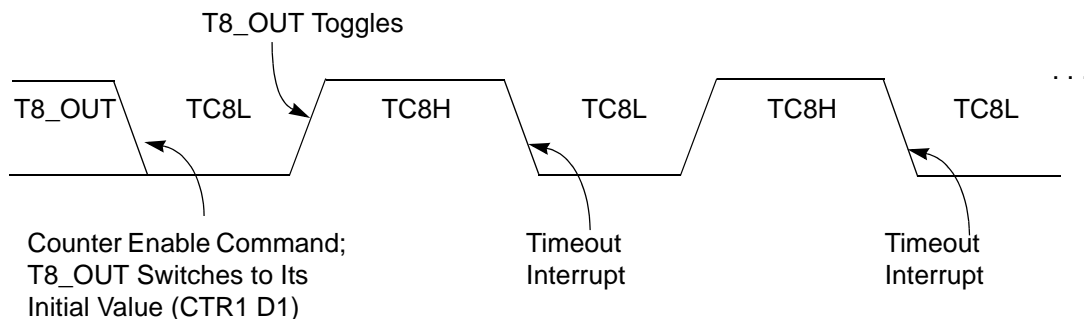 T8_OUT Toggles
. . .
T8_OUT TC8L TC8H TC8L TC8H TC8L
Counter Enable Command;
T8_OUT Switches to Its
Initial Value (CTR1 D1)
Timeout
Interrupt
Timeout
Interrupt